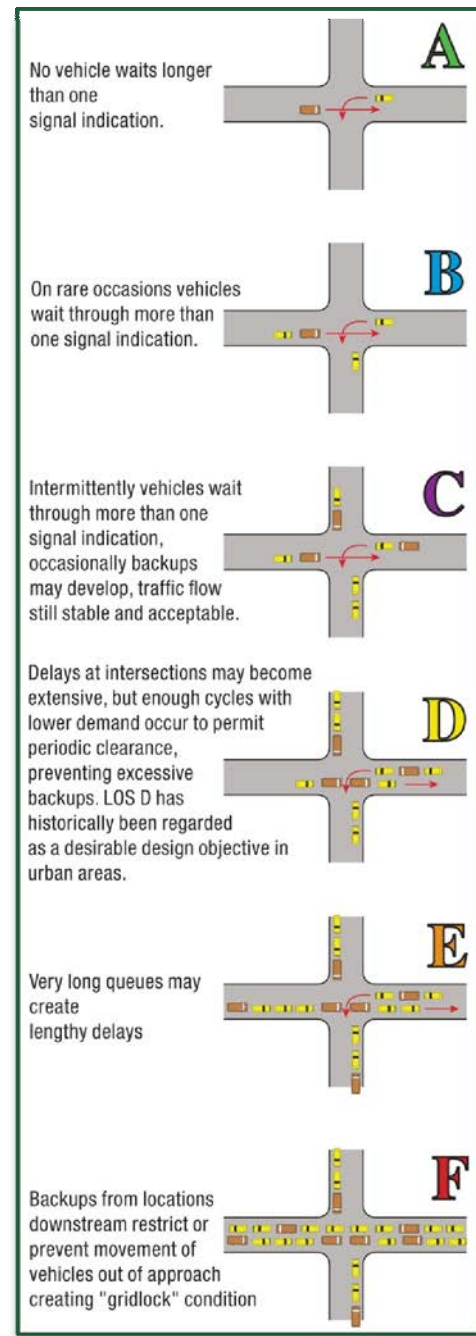 A
No vehicle waits longer
than one
signal indication.
B
On rare occasions vehicles
wait through more than
one signal indication.
C
Intermittently vehicles wait
through more than one
signal indication,
occasionally backups
may develop, traffic flow
still stable and acceptable.
Delays at intersections may become
extensive, but enough cycles with
lower demand occur to permit
periodic clearance,
preventing excessive
backups. LOS D has
historically been regarded
as a desirable design objective in
urban areas.
D
E
Very long queues may
create
lengthy delays
F
Backups from locations
downstream restrict or
prevent movement of
vehicles out of approach
creating "gridlock" condition